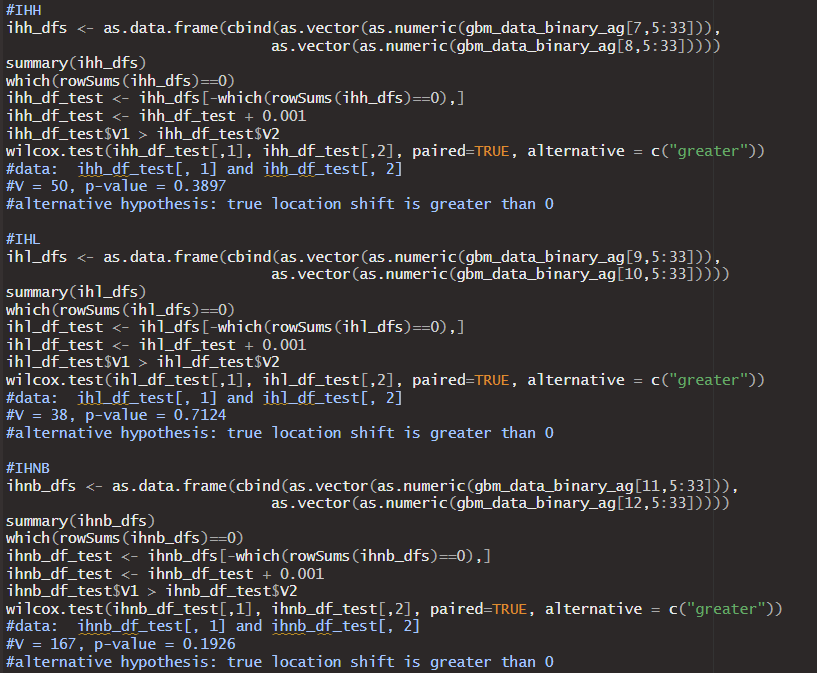 #IHH
ihh_dfs <- as.data.frame(cbind(as.vector(as.numeric(gbm_data_binary_ag[7,5:33])),
as.vector(as.numeric(gbm_data_binary_ag[8,5:33]))))
summary(ihh_dfs)
which(rowSums(ihh_dfs)==0)
ihh_df_test <- ihh_dfs[-which(rowSums(ihh_dfs)==0),]
ihh_df_test <- ihh_df_test + 0.001
ihh_df_test$V1 > ihh_df_test$V2
wilcox.test(ihh_df_test[,1], ihh_df_test[,2], paired=TRUE, alternative = c("greater"))
#data:  ihh_df_test[, 1] and ihh_df_test[, 2]
#V = 50, p-value = 0.3897
#alternative hypothesis: true location shift is greater than 0

#IHL
ihl_dfs <- as.data.frame(cbind(as.vector(as.numeric(gbm_data_binary_ag[9,5:33])),
as.vector(as.numeric(gbm_data_binary_ag[10,5:33]))))
summary(ihl_dfs)
which(rowSums(ihl_dfs)==0)
ihl_df_test <- ihl_dfs[-which(rowSums(ihl_dfs)==0),]
ihl_df_test <- ihl_df_test + 0.001
ihl_df_test$V1 > ihl_df_test$V2
wilcox.test(ihl_df_test[,1], ihl_df_test[,2], paired=TRUE, alternative = c("greater"))
#data:  ihl_df_test[, 1] and ihl_df_test[, 2]
#V = 38, p-value = 0.7124
#alternative hypothesis: true location shift is greater than 0

#IHNB
ihnb_dfs <- as.data.frame(cbind(as.vector(as.numeric(gbm_data_binary_ag[11,5:33])),
as.vector(as.numeric(gbm_data_binary_ag[12,5:33]))))
summary(ihnb_dfs)
which(rowSums(ihnb_dfs)==0)
ihnb_df_test <- ihnb_dfs[-which(rowSums(ihnb_dfs)==0),]
ihnb_df_test <- ihnb_df_test + 0.001
ihnb_df_test$V1 > ihnb_df_test$V2
wilcox.test(ihnb_df_test[,1], ihnb_df_test[,2], paired=TRUE, alternative = c("greater"))
#data:  ihnb_df_test[, 1] and ihnb_df_test[, 2]
#V = 167, p-value = 0.1926
#alternative hypothesis: true location shift is greater than 0